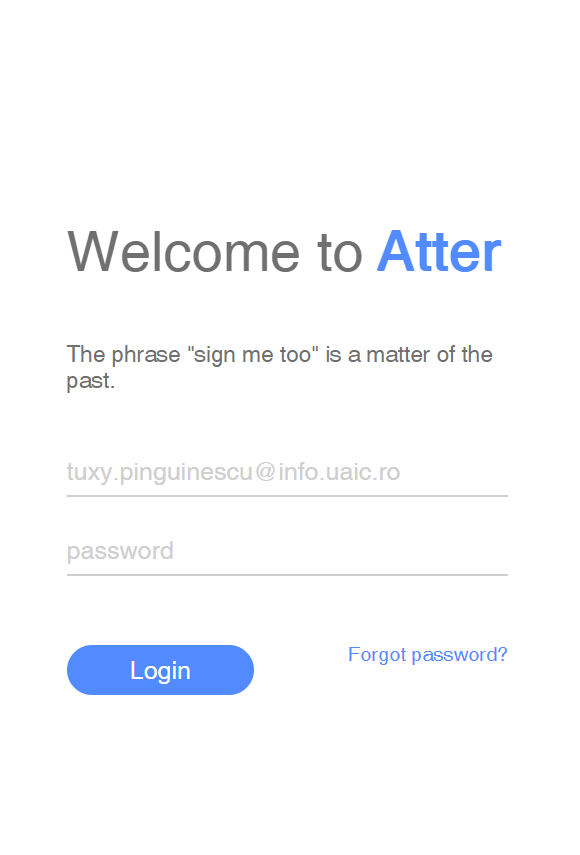 Welcome to Atter
The phrase "sign me too" is a matter of the
past.
tuxy.pinguinescu@info.uaic.ro
password
Login
Forgot password?